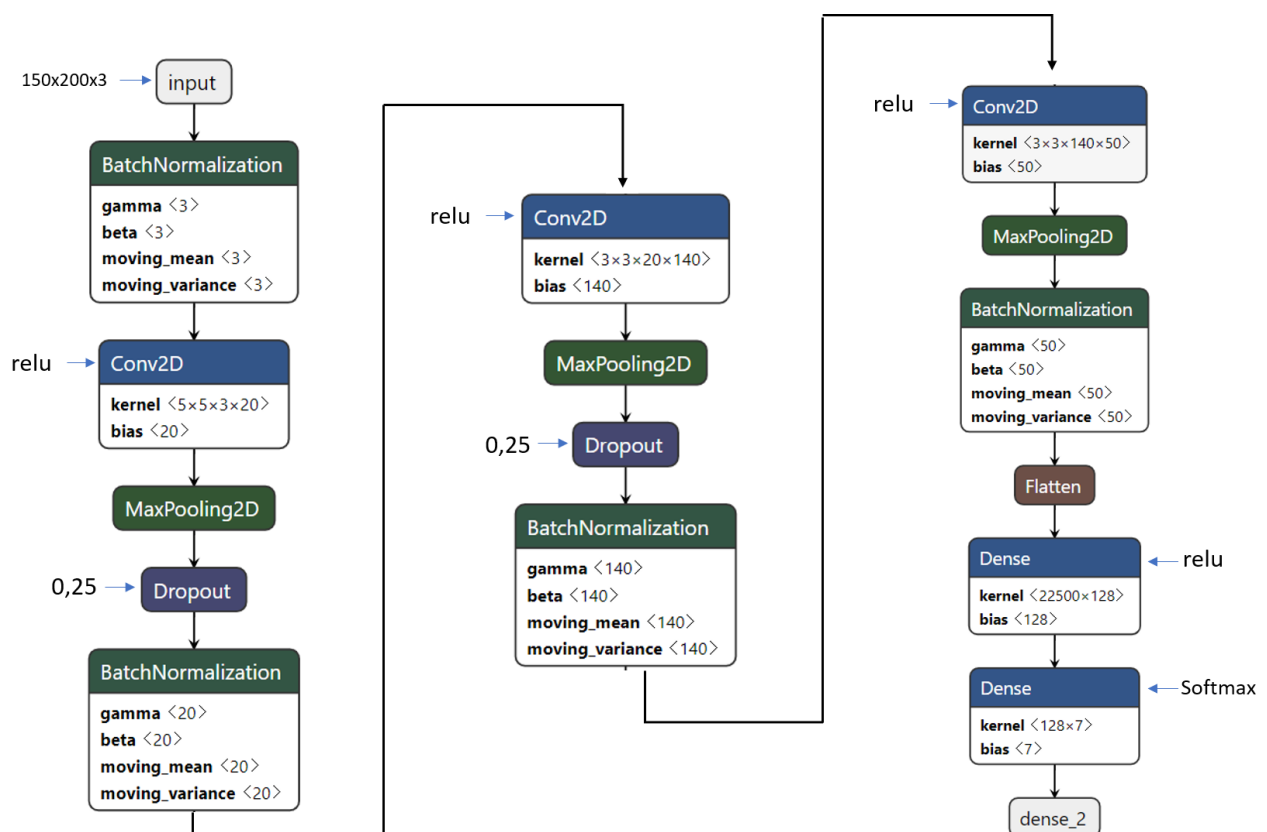 150x200x3
input
BatchNormalization
gamma ⟨3⟩
beta ⟨3⟩
moving_mean ⟨3⟩
moving_variance ⟨3⟩
relu
Conv2D
kernel ⟨5×5×3×20⟩
bias ⟨20⟩
MaxPooling2D
0,25
Dropout
BatchNormalization
gamma ⟨20⟩
beta ⟨20⟩
moving_mean ⟨20⟩
moving_variance ⟨20⟩
relu
Conv2D
kernel ⟨3×3×20×140⟩
bias ⟨140⟩
MaxPooling2D
0,25
Dropout
BatchNormalization
gamma ⟨140⟩
beta ⟨140⟩
moving_mean ⟨140⟩
moving_variance ⟨140⟩
relu
Conv2D
kernel ⟨3×3×140×50⟩
bias ⟨50⟩
MaxPooling2D
BatchNormalization
gamma ⟨50⟩
beta ⟨50⟩
moving_mean ⟨50⟩
moving_variance ⟨50⟩
Flatten
Dense
relu
kernel ⟨22500×128⟩
bias ⟨128⟩
Dense
Softmax
kernel ⟨128×7⟩
bias ⟨7⟩
dense_2